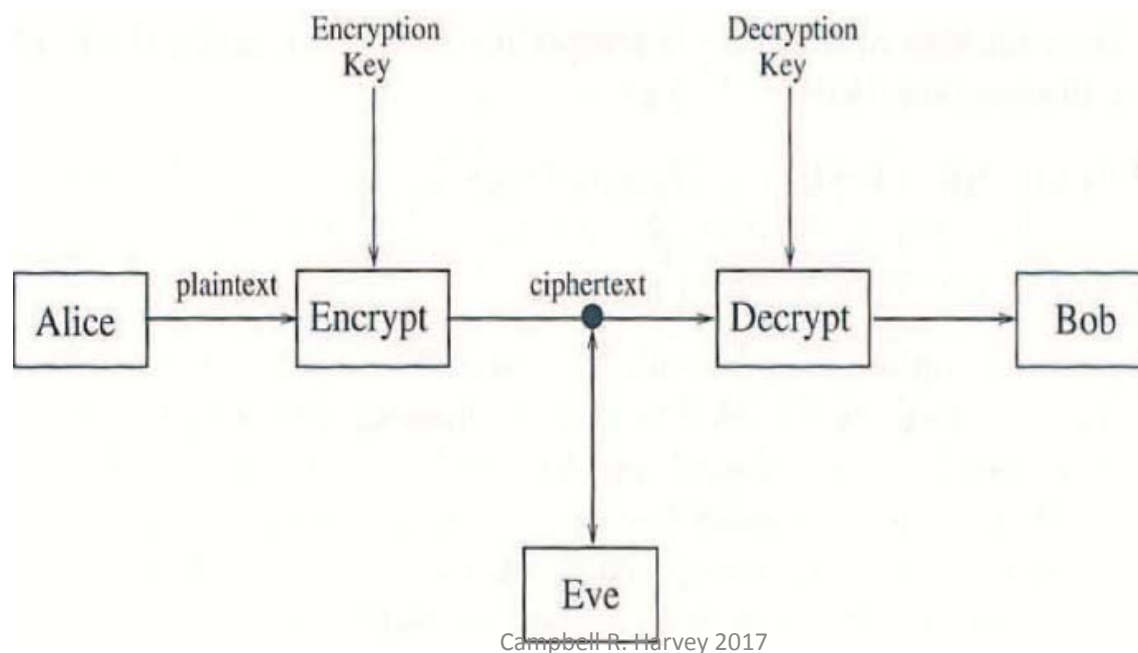 Encryption
Key
Decryption
Key
plaintext
ciphertext
Alice
Encrypt
Decrypt
Bob
Eve
Campbell R. Harvey 2017